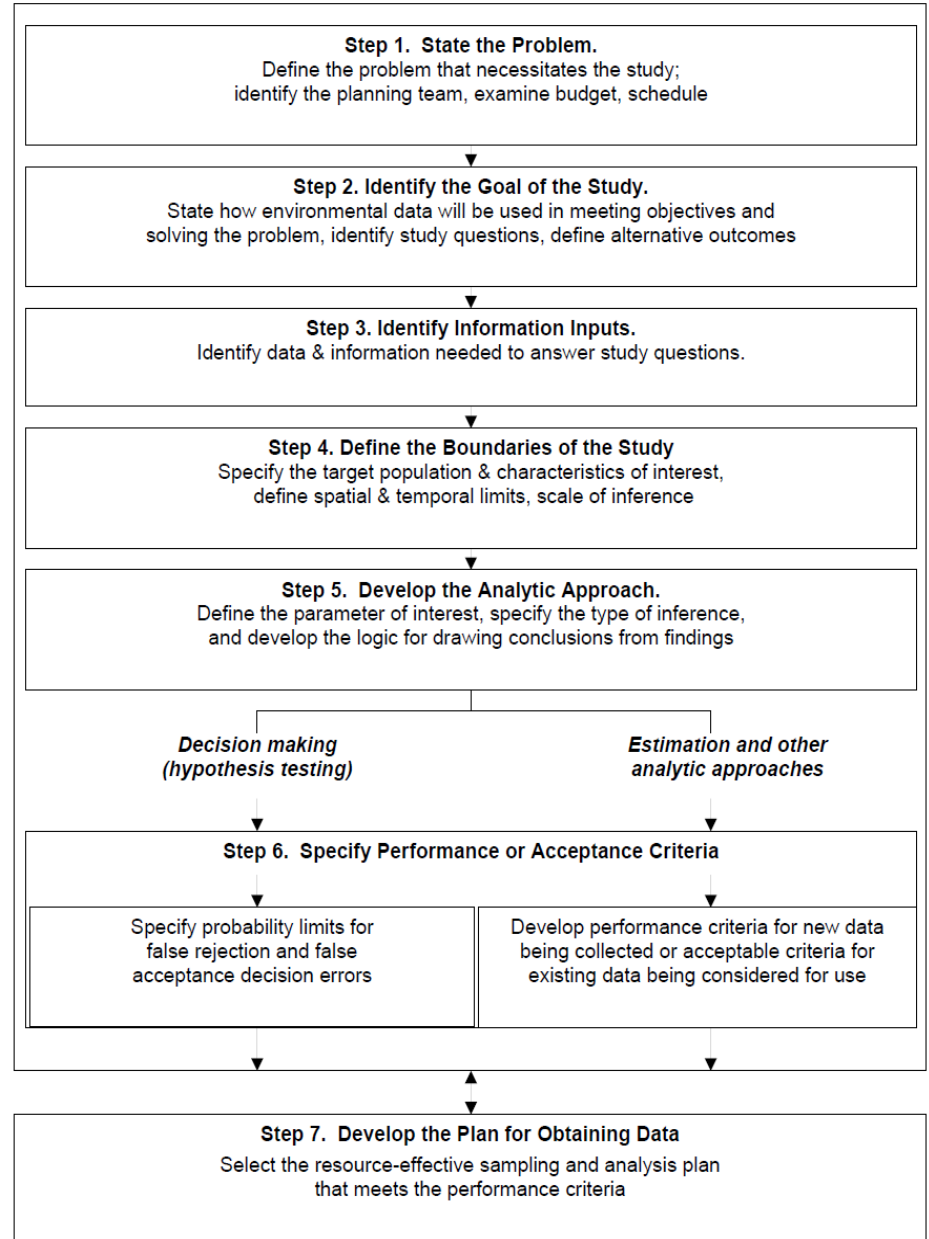 Step 1.  State the Problem.
Define the problem that necessitates the study;
identify the planning team, examine budget, schedule
Step 2. Identify the Goal of the Study.
State how environmental data will be used in meeting objectives and
solving the problem, identify study questions, define alternative outcomes
Step 3. Identify Information Inputs.
Identify data & information needed to answer study questions.
Step 4. Define the Boundaries of the Study
Specify the target population & characteristics of interest,
define spatial & temporal limits, scale of inference
Step 5.  Develop the Analytic Approach.
Define the parameter of interest, specify the type of inference,
and develop the logic for drawing conclusions from findings
Decision making
(hypothesis testing)
Estimation and other
analytic approaches
Step 6.  Specify Performance or Acceptance Criteria
Specify probability limits for
false rejection and false
acceptance decision errors
Develop performance criteria for new data
being collected or acceptable criteria for
existing data being considered for use
Step 7.  Develop the Plan for Obtaining Data
Select the resource-effective sampling and analysis plan
that meets the performance criteria